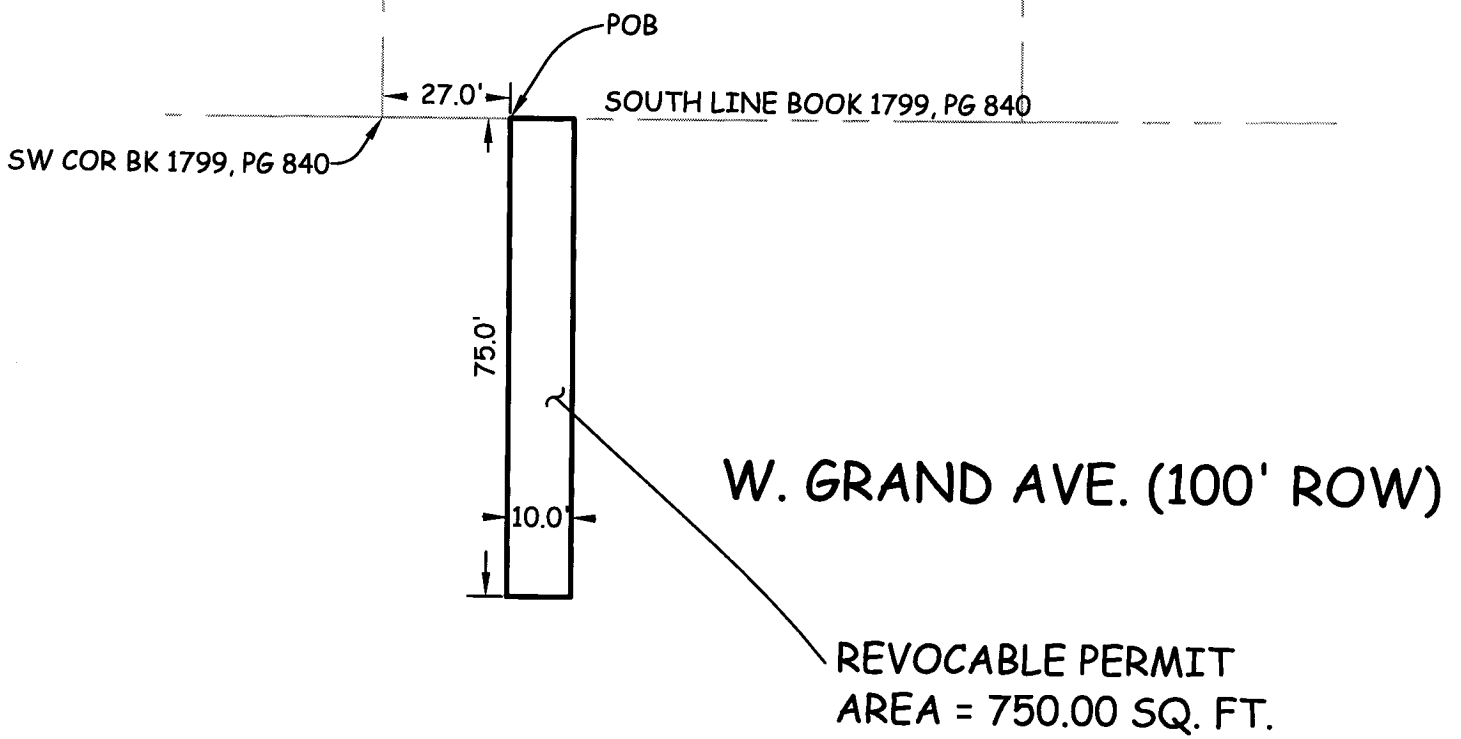 POB
27.0'
SOUTH LINE BOOK 1799, PG 840
SW COR BK 1799, PG 840
75.0'
W. GRAND AVE. (100' ROW)
10.0'
REVOCABLE PERMIT
AREA = 750.00 SQ. FT.